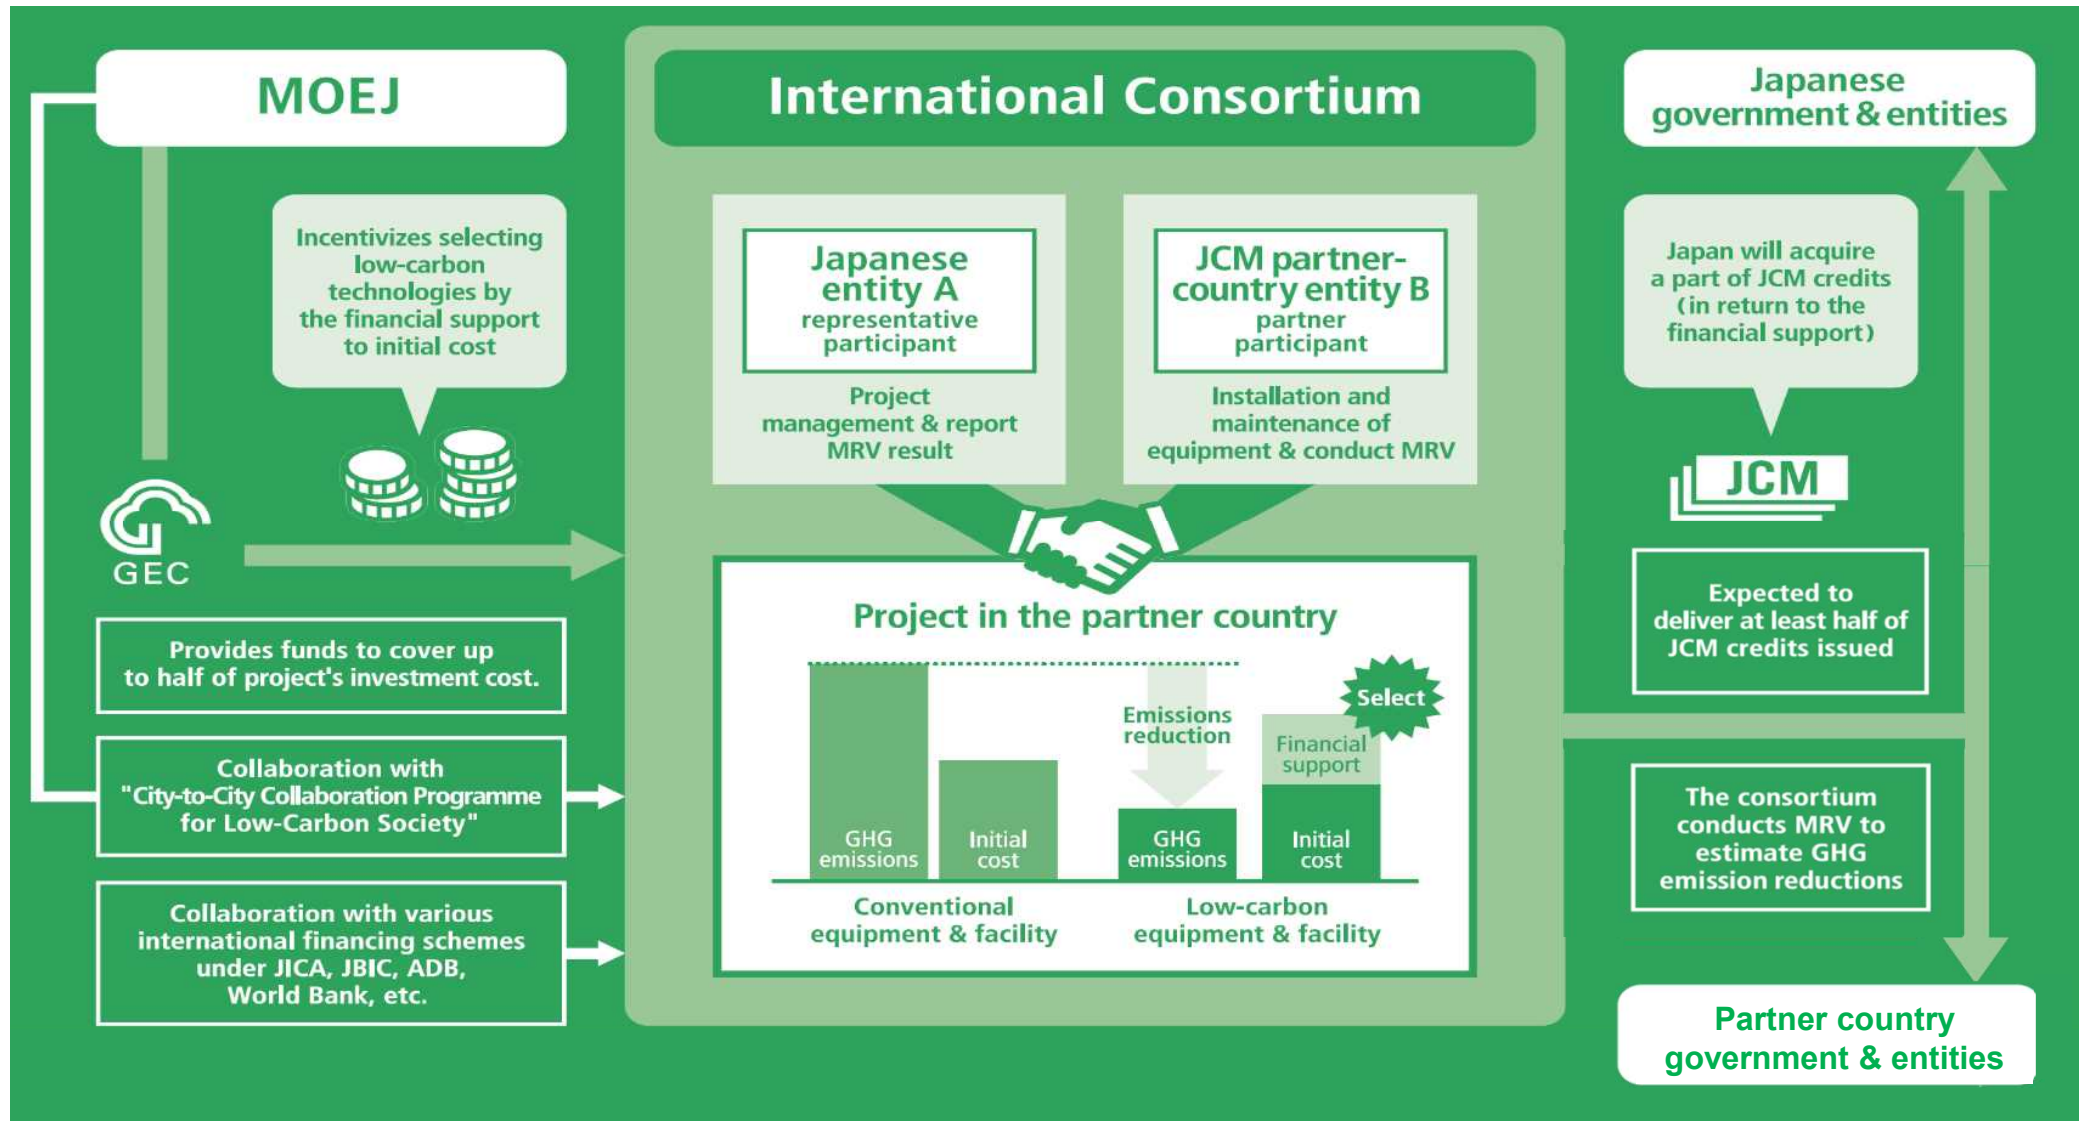 MOEJ
Incentivizes selecting
low-carbon
technologies by
the financial support
to initial cost
GEC
Provides funds to cover up
to half of project's investment cost.
Collaboration with
"City-to-City Collaboration Programme
for Low-Carbon Society"
Collaboration with various
international financing schemes
under JICA, JBIC, ADB,
World Bank, etc.
International Consortium
Japanese
entity A
representative
participant
Project
management & report
MRV result
JCM partner-
country entity B
partner
participant
Installation and
maintenance of
equipment & conduct MRV
Project in the partner country
GHG
emissions
Initial
cost
Conventional
equipment & facility
Emissions
reduction
GHG
emissions
Select
Financial
support
Initial
cost
Low-carbon
equipment & facility
Japanese
government & entities
Japan will acquire
a part of JCM credits
(in return to the
financial support)
JCM
Expected to
deliver at least half of
JCM credits issued
The consortium
conducts MRV to
estimate GHG
emission reductions
Partner country
government & entities